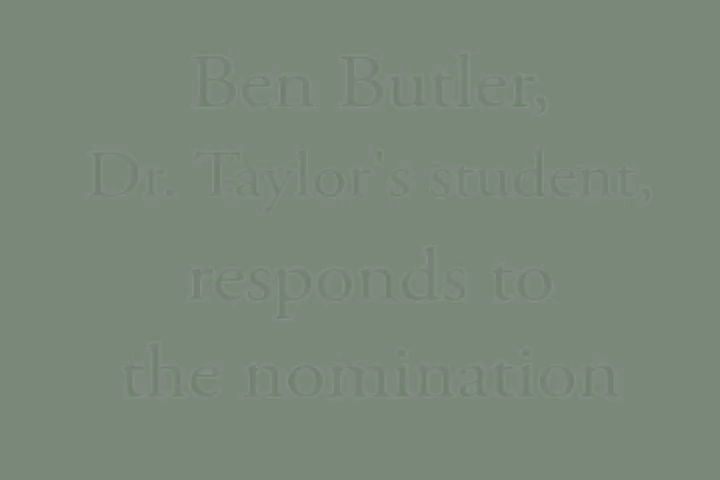 Ben Butler,
Dr. Taylor's student,
responds to
the nomination